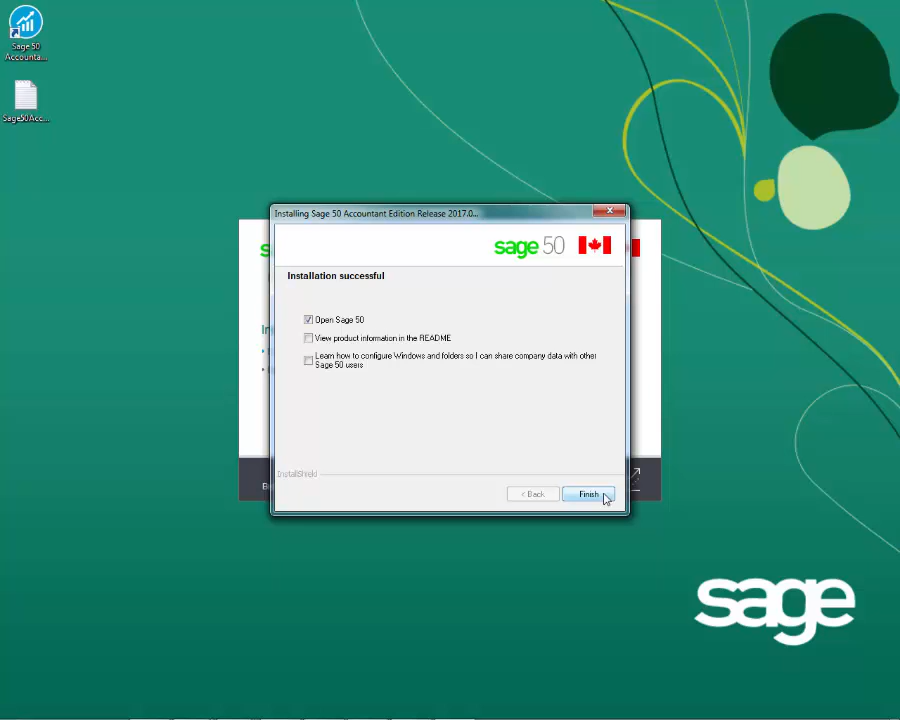 Sage 50
Accounta...
Sage50Acc...
Installing Sage 50 Accountant Edition Release 2017.0...
sage 50
Installation successful
Open Sage 50
View product information in the README
Learn how to configure Windows and folders so I can share company data with other
Sage 50 users
InstallShield
< Back
Finish
sage